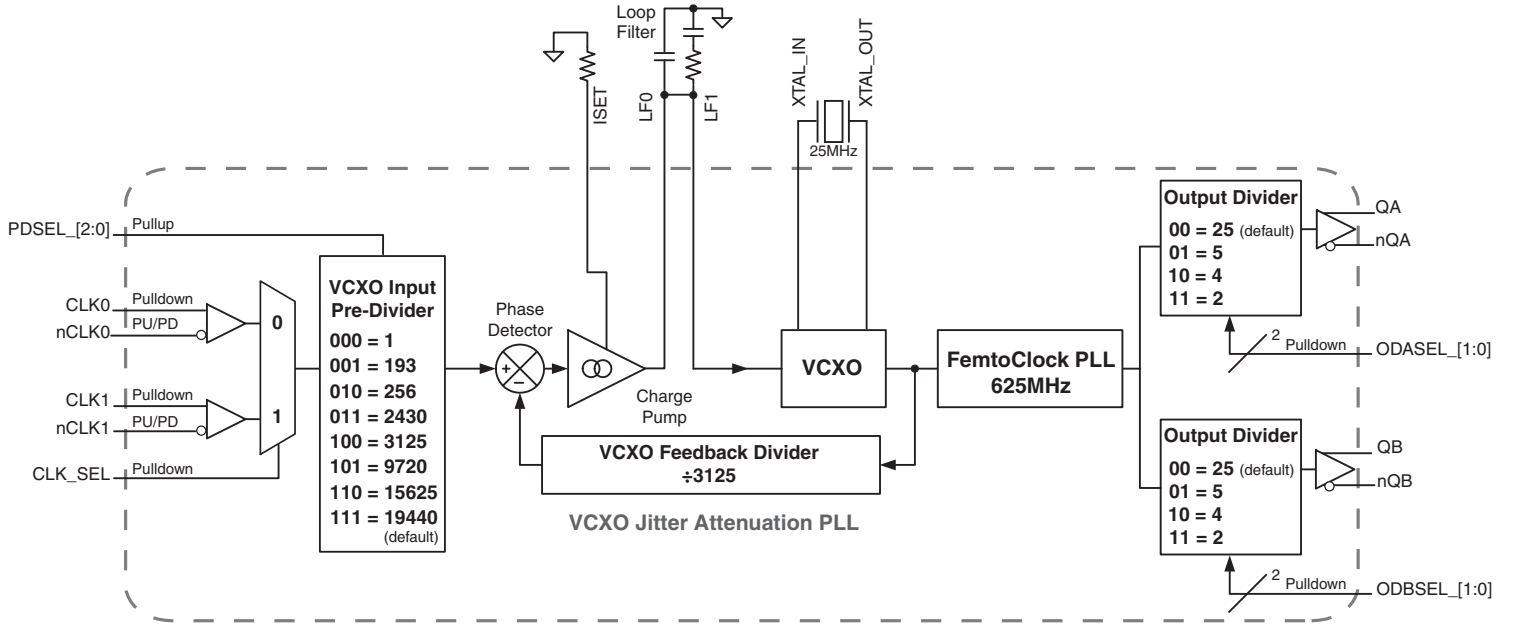 Loop
Filter
ISET
LF0
LF1
XTAL_IN
XTAL_OUT
25MHz
PDSEL_[2:0]
Pullup
CLK0
Pulldown
nCLK0
PU/PD
CLK1
Pulldown
nCLK1
PU/PD
CLK_SEL
Pulldown
0
1
VCXO Input
Pre-Divider
000 = 1
001 = 193
010 = 256
011 = 2430
100 = 3125
101 = 9720
110 = 15625
111 = 19440
(default)
Phase
Detector
+
–
Charge
Pump
VCXO
VCXO Feedback Divider
÷3125
VCXO Jitter Attenuation PLL
FemtoClock PLL
625MHz
Output Divider
00 = 25 (default)
01 = 5
10 = 4
11 = 2
QA
nQA
2
Pulldown
ODASEL_[1:0]
Output Divider
00 = 25 (default)
01 = 5
10 = 4
11 = 2
QB
nQB
2
Pulldown
ODBSEL_[1:0]